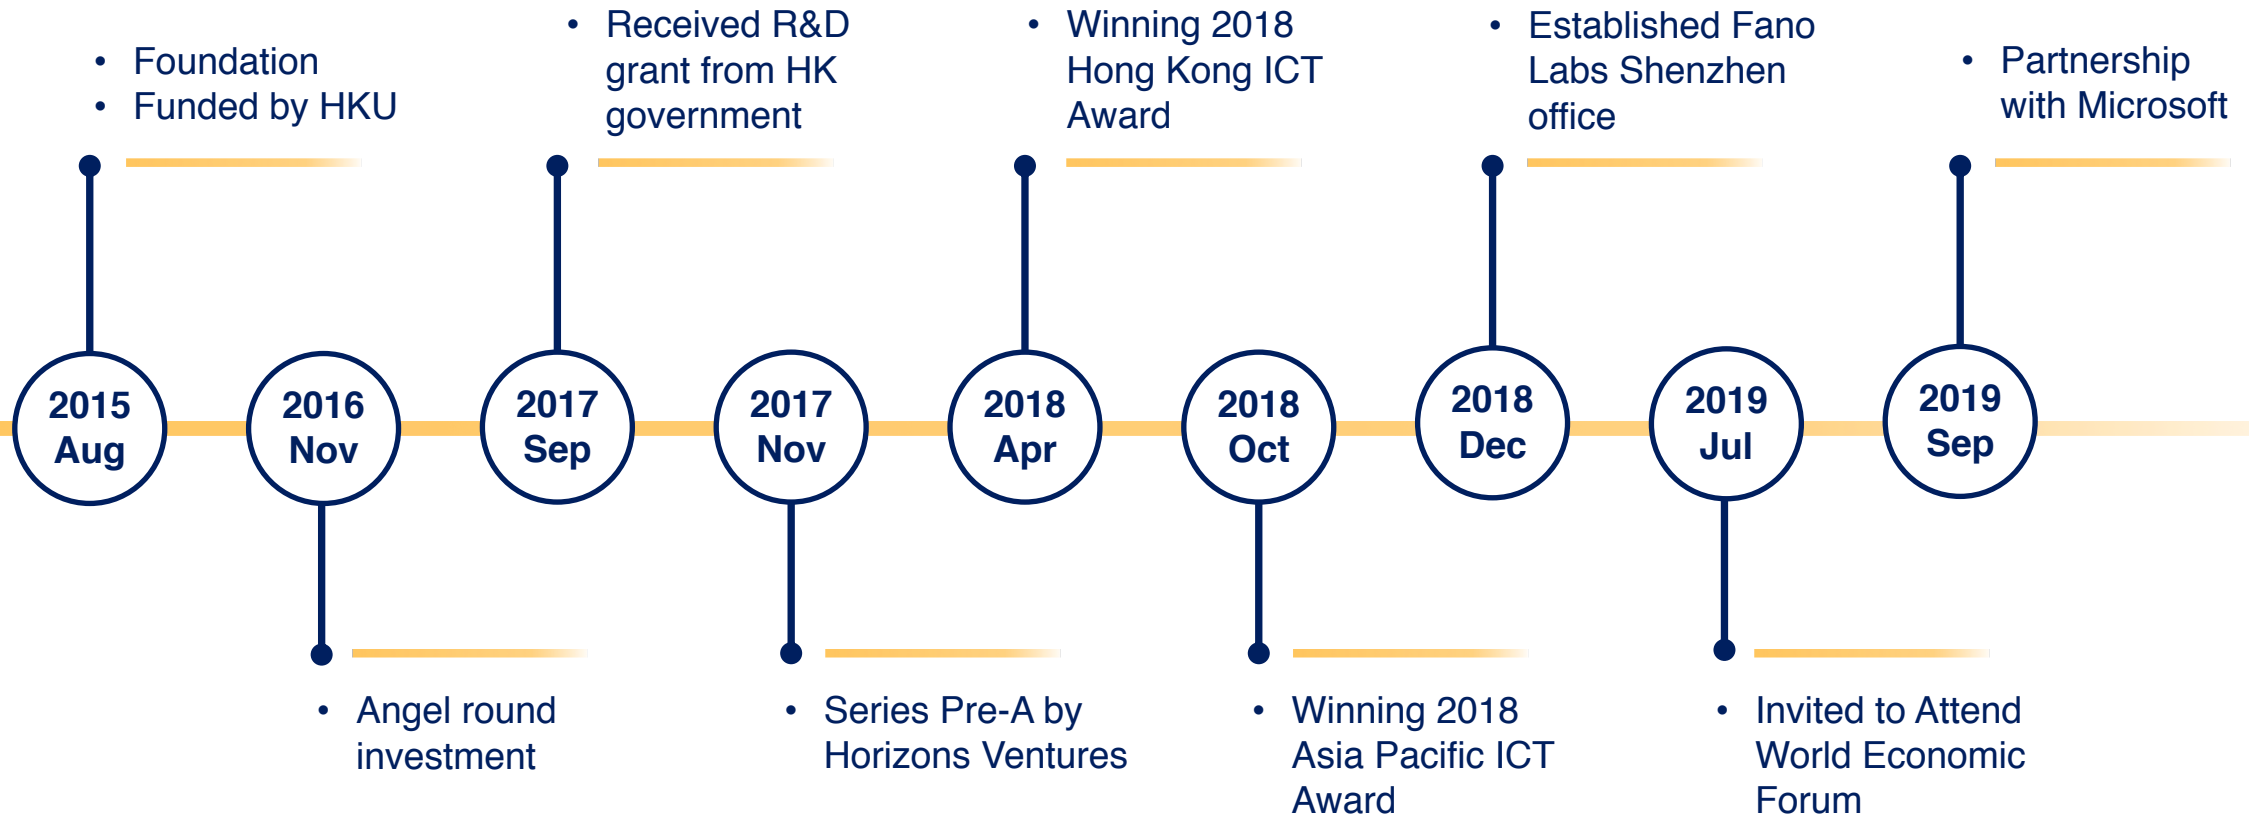 • Foundation
• Funded by HKU
• Received R&D
grant from HK
government
• Winning 2018
Hong Kong ICT
Award
• Established Fano
Labs Shenzhen
office
• Partnership
with Microsoft
2015
Aug
2016
Nov
2017
Sep
2017
Nov
2018
Apr
2018
Oct
2018
Dec
2019
Jul
2019
Sep
• Angel round
investment
• Series Pre-A by
Horizons Ventures
• Winning 2018
Asia Pacific ICT
Award
• Invited to Attend
World Economic
Forum